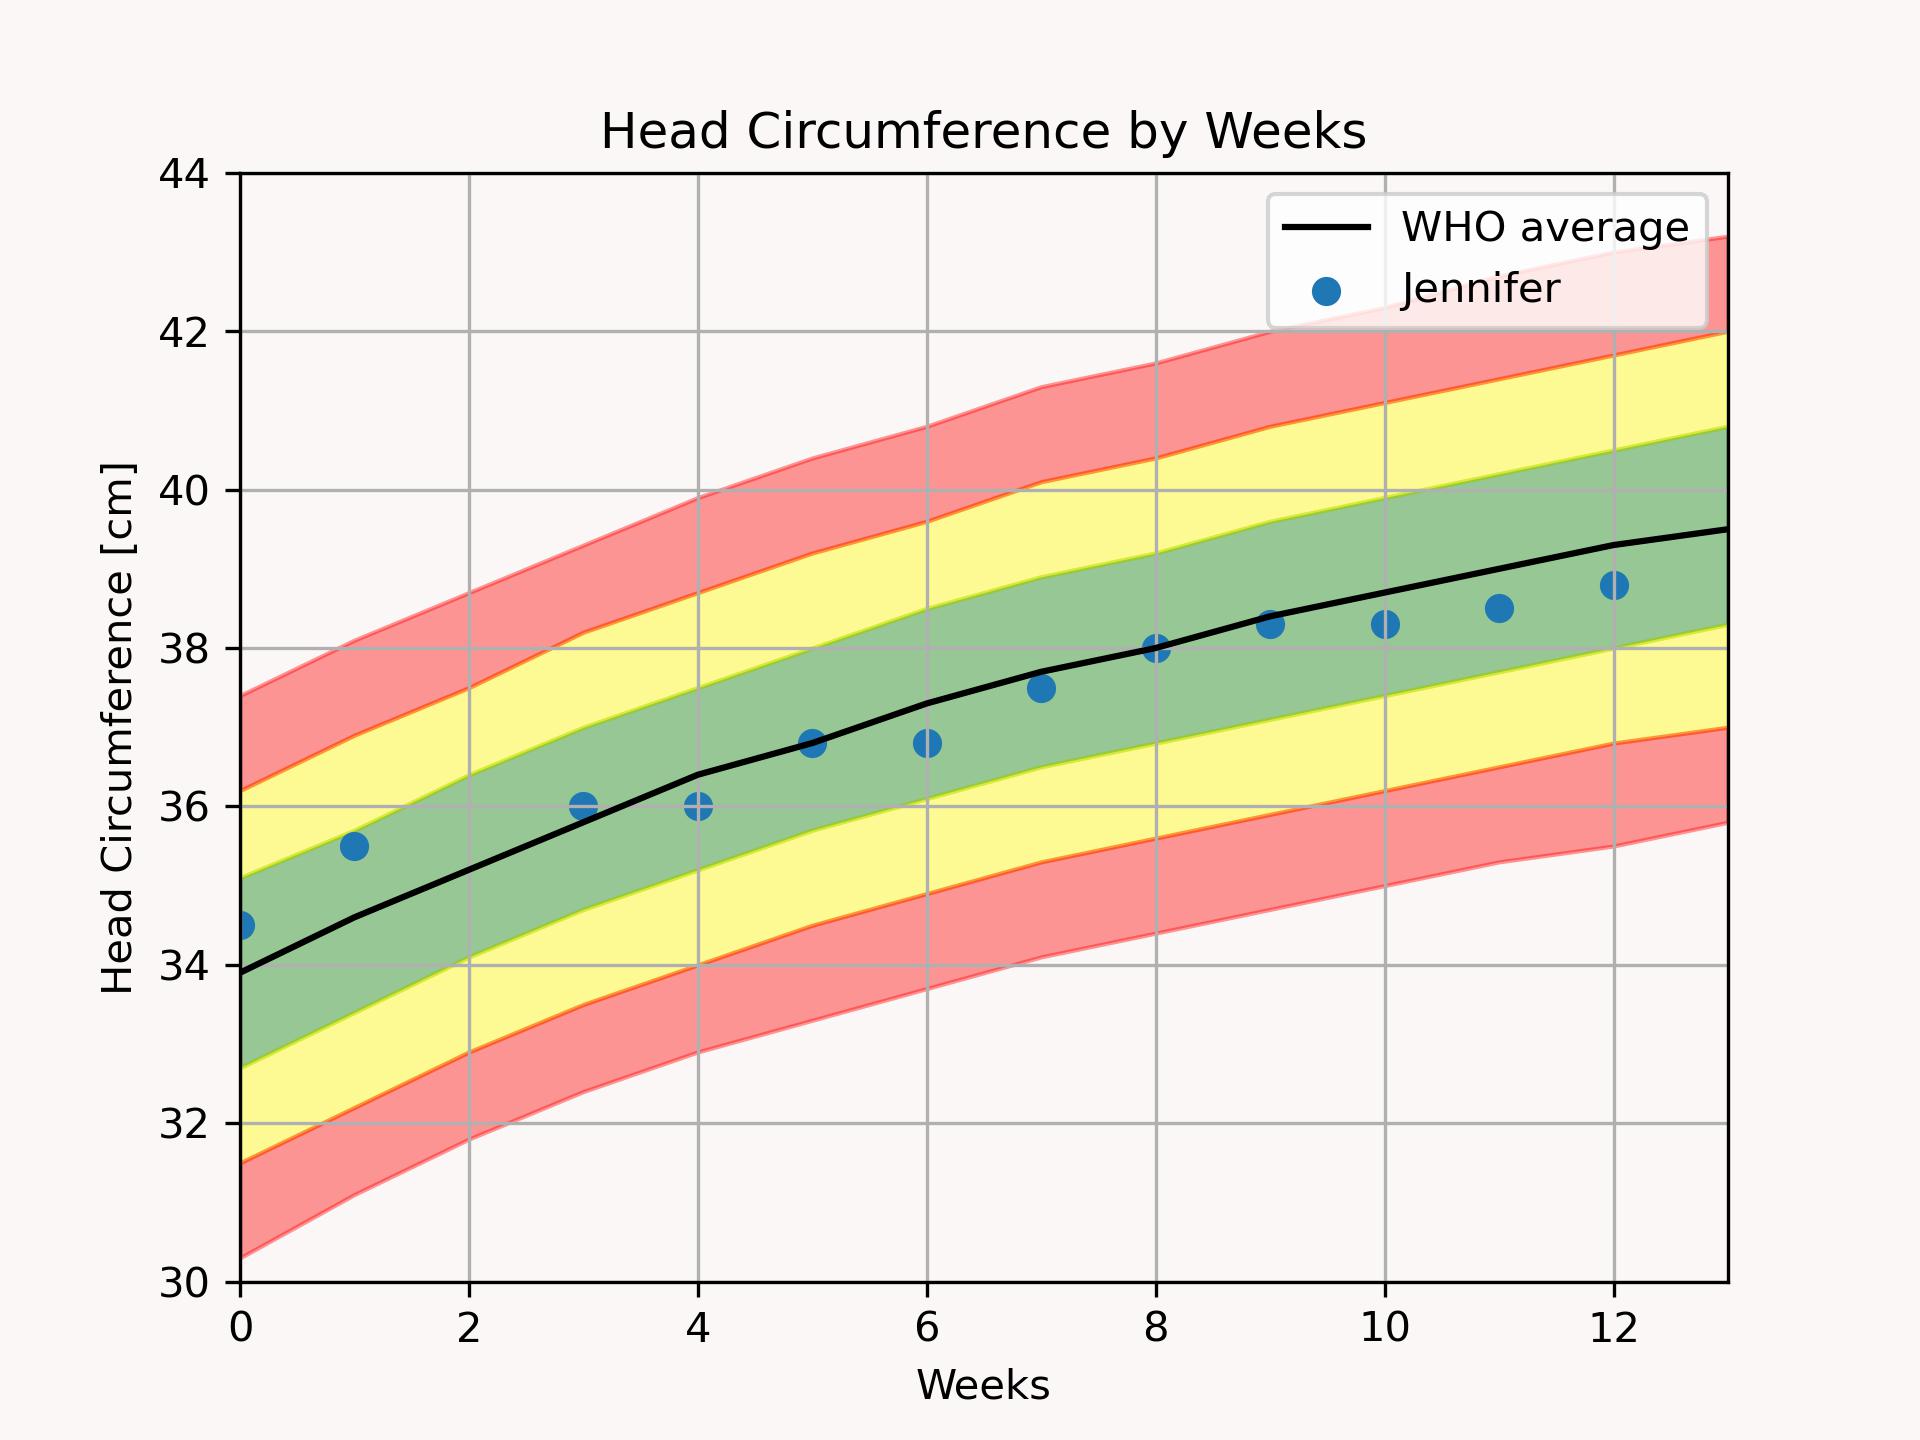 Head Circumference by Weeks
WHO average
Jennifer
Head Circumference [cm]
44
42
40
38
36
34
32
30
0 2 4 6 8 10 12
Weeks